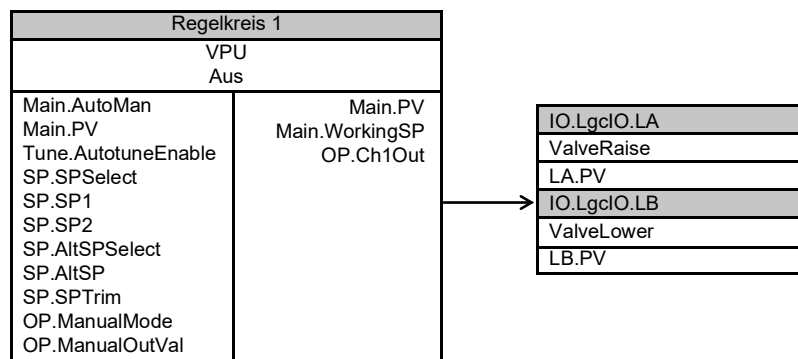 Regelkreis 1
VPU
Aus
Main.AutoMan
Main.PV
Tune.AutotuneEnable
SP.SPSelect
SP.SP1
SP.SP2
SP.AltSPSelect
SP.AltSP
SP.SPTrim
OP.ManualMode
OP.ManualOutVal
Main.PV
Main.WorkingSP
OP.Ch1Out
IO.LgcIO.LA
ValveRaise
LA.PV
IO.LgcIO.LB
ValveLower
LB.PV